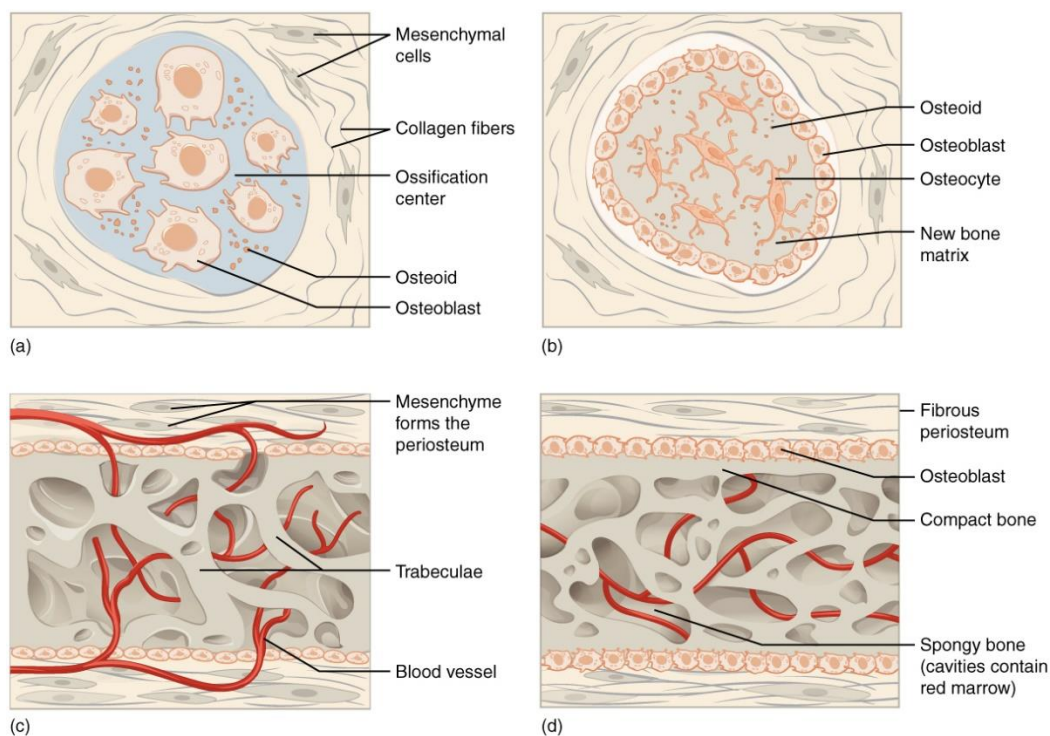 Mesenchymal
cells
Collagen fibers
Ossification
center
Osteoid
Osteoblast
(a)
Osteoid
Osteoblast
Osteocyte
New bone
matrix
(b)
Mesenchyme
forms the
periosteum
Trabeculae
Blood vessel
(c)
Fibrous
periosteum
Osteoblast
Compact bone
Spongy bone
(cavities contain
red marrow)
(d)